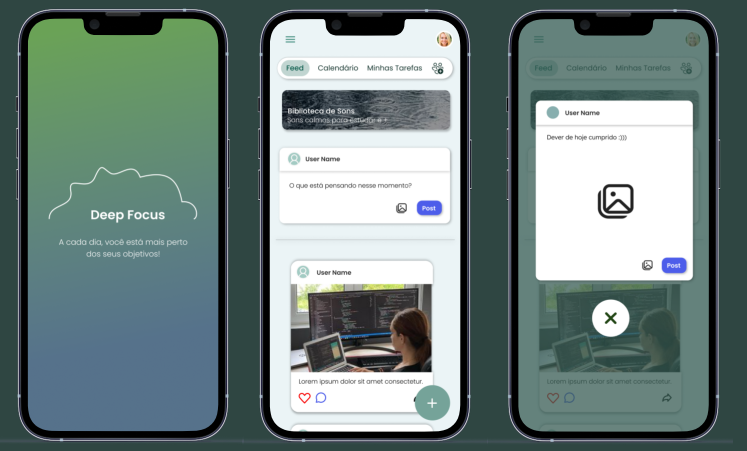 Deep Focus
A cada dia, você está mais perto
dos seus objetivos!
Feed Calendário Minhas Tarefas
Biblioteca de Sons
Sons calmos para estudar
User Name
O que está pensando nesse momento?
Post
User Name
Lorem ipsum dolor sit amet consectetur.
Feed Calendário Minhas Tarefas
User Name
Dever de hoje cumprido :)))
Post
Lorem ipsum dolor sit amet consectetur.